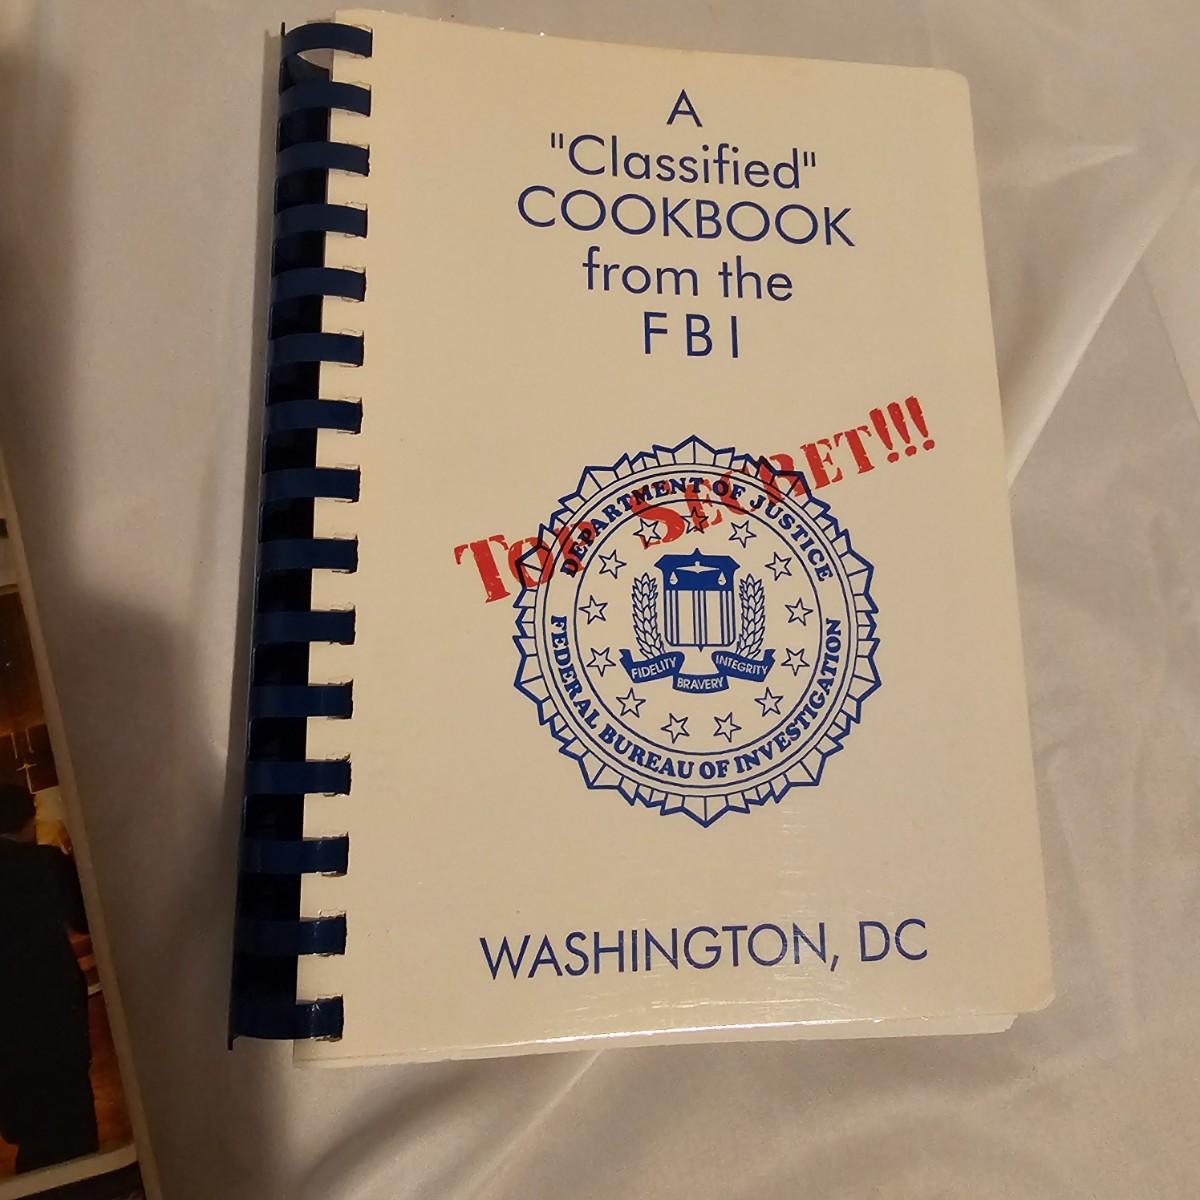 A
"Classified"
COOKBOOK
from the
FBI
TOP SECRET!!!
DEPARTMENT OF JUSTICE
FIDELITY
BRAVERY
INTEGRITY
FEDERAL BUREAU OF INVESTIGATION
WASHINGTON, DC